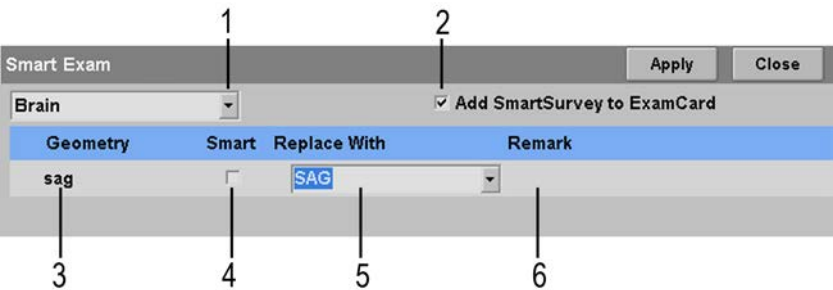 1 2
Smart Exam Apply Close
Brain Add SmartSurvey to ExamCard
Geometry Smart Replace With Remark
sag SAG
3 4 5 6